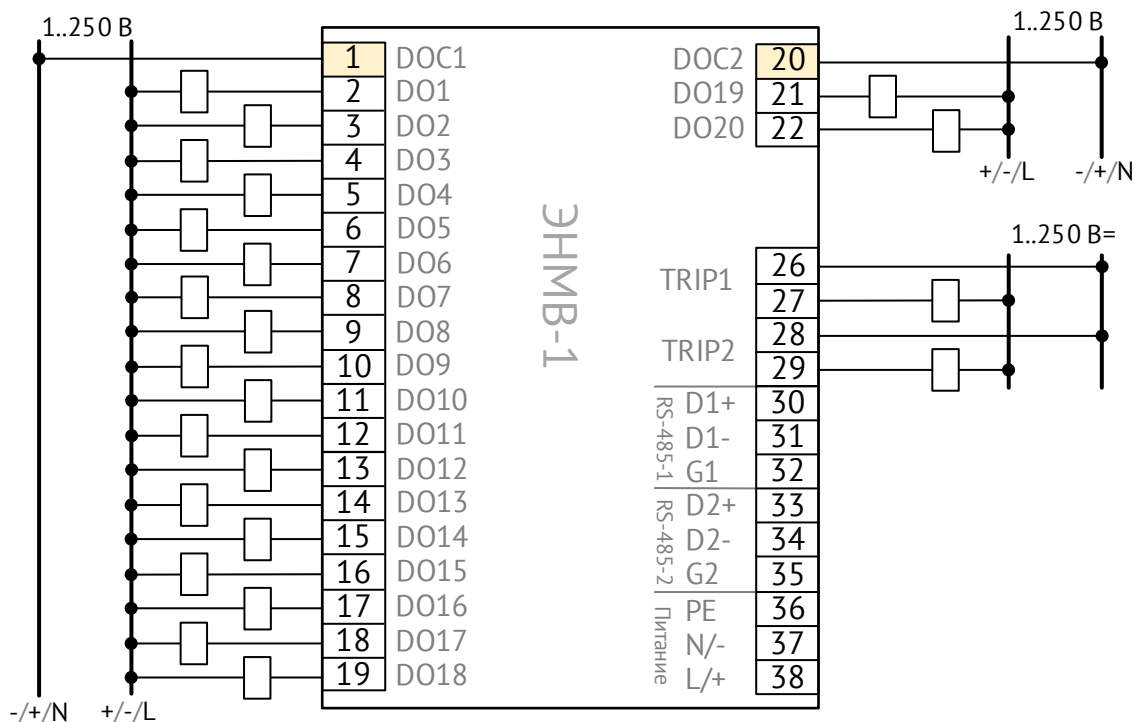 1..250 В
1 DOC1
2 DO1
3 DO2
4 DO3
5 DO4
6 DO5
7 DO6
8 DO7
9 DO8
10 DO9
11 DO10
12 DO11
13 DO12
14 DO13
15 DO14
16 DO15
17 DO16
18 DO17
19 DO18
-/+/N +/-/L
ЭНМВ-1
1..250 В
DOC2 20
DO19 21
DO20 22
+/-/L -/+/N
1..250 В=
TRIP1
26
27
TRIP2
28
29
RS-485-1
D1+ 30
D1- 31
G1 32
RS-485-2
D2+ 33
D2- 34
G2 35
Питание
PE 36
N/- 37
L/+ 38